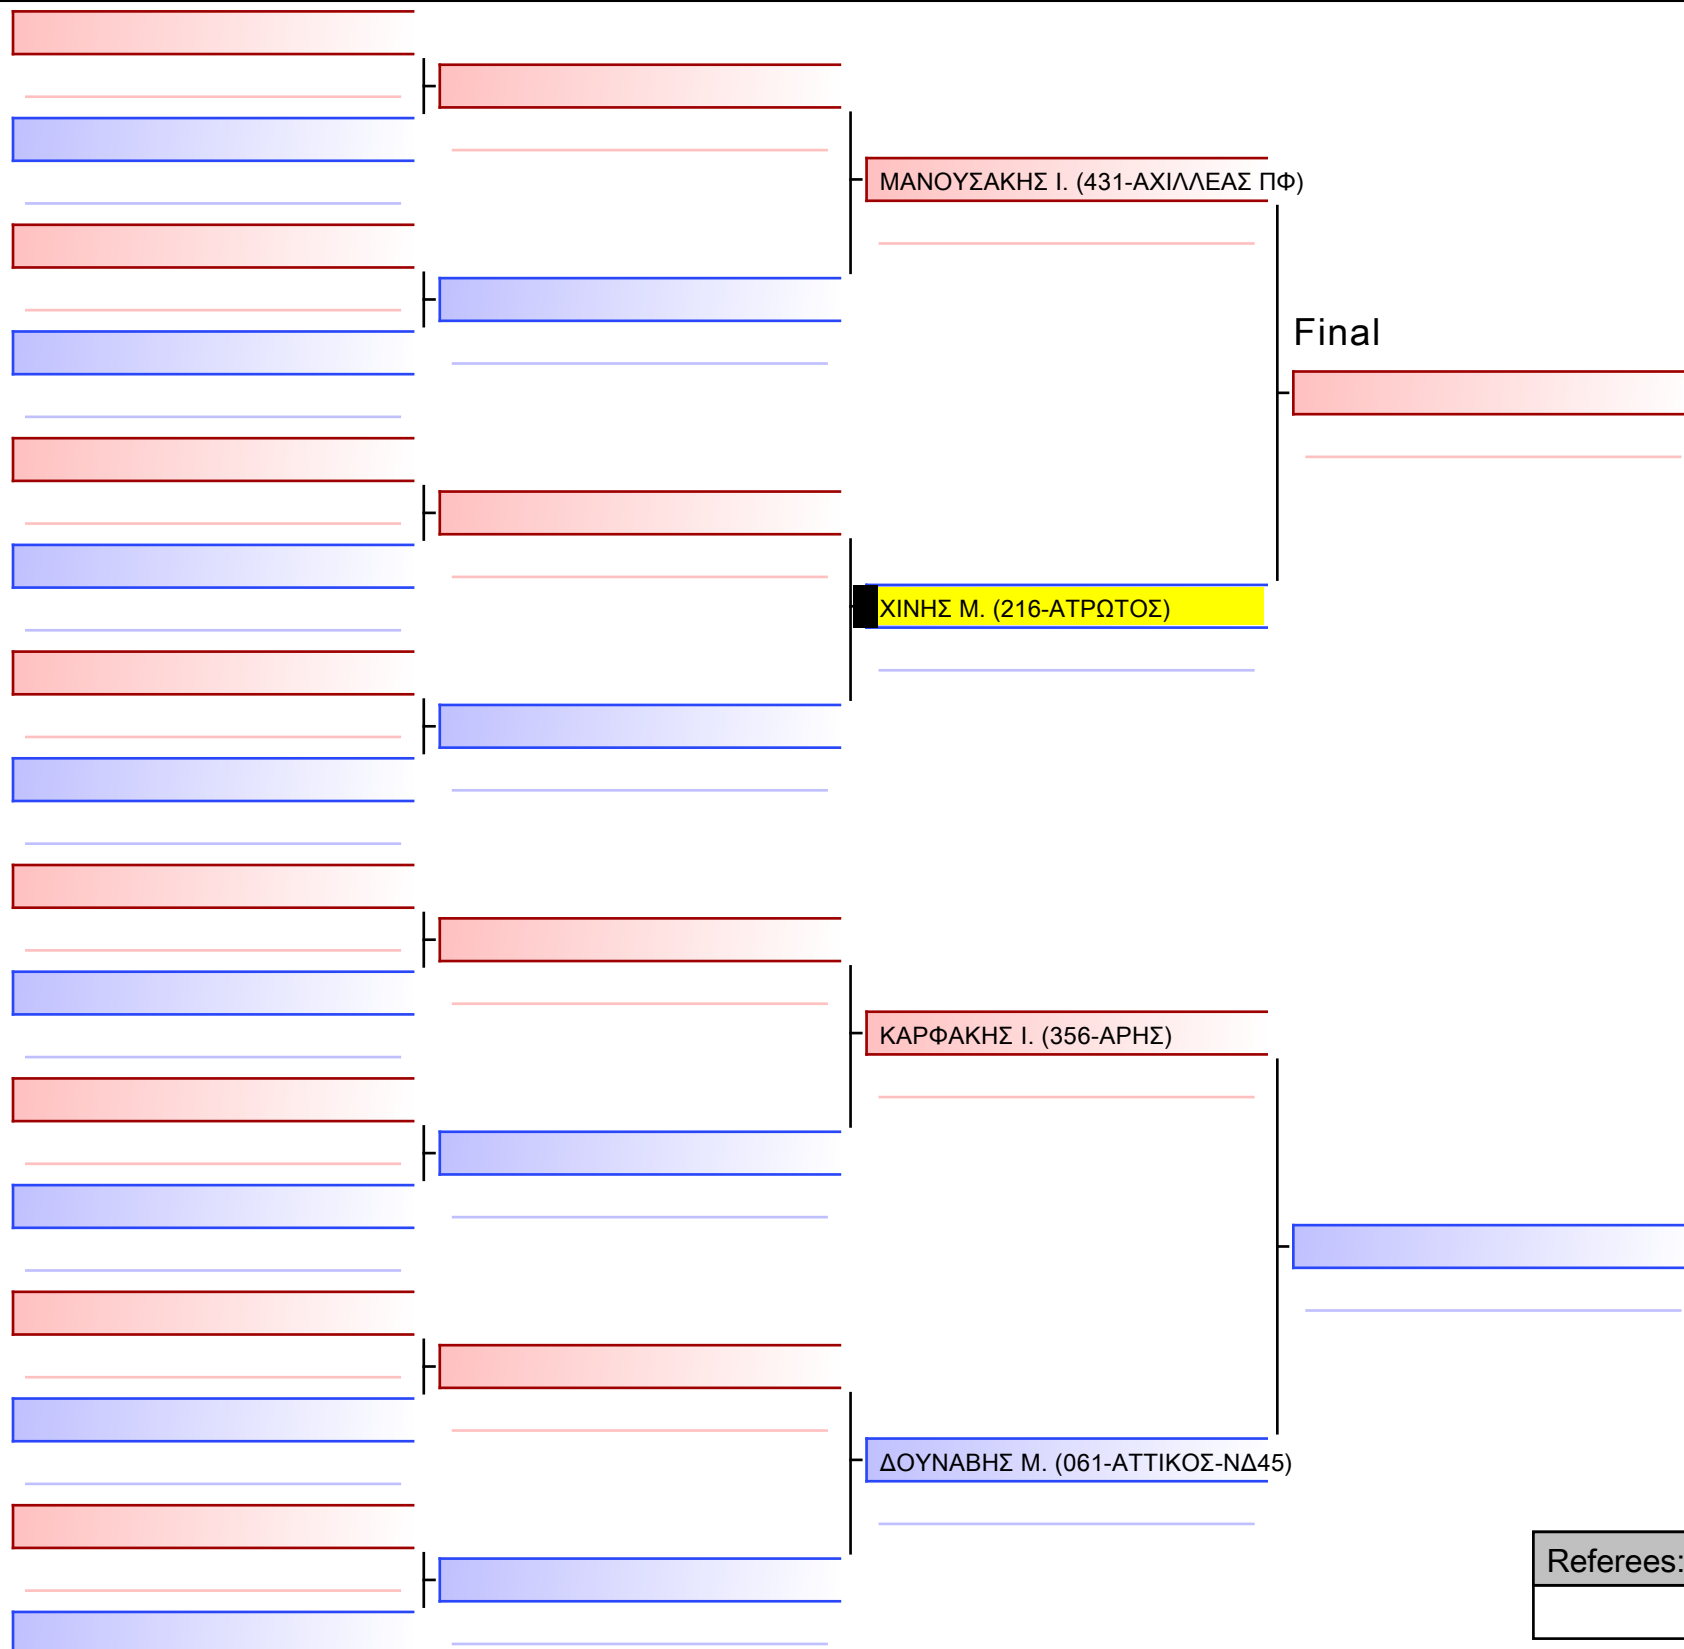 ΜΑΝΟΥΣΑΚΗΣ Ι. (431-ΑΧΙΛΛΕΑΣ ΠΦ)
Final
ΧΙΝΗΣ Μ. (216-ΑΤΡΩΤΟΣ)
ΚΑΡΦΑΚΗΣ Ι. (356-ΑΡΗΣ)
ΔΟΥΝΑΒΗΣ Μ. (061-ΑΤΤΙΚΟΣ-ΝΔ45)
Referees: